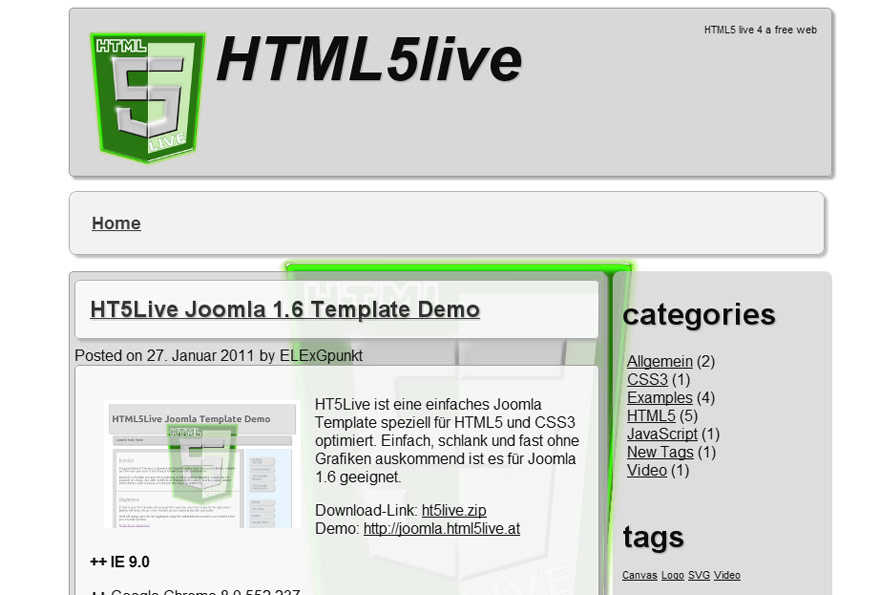 HTML
5
LIVE
HTML5live
HTML5 live 4 a free web
Home
HTML
HT5Live Joomla 1.6 Template Demo
Posted on 27. Januar 2011 by ELExGpunkt
HTML5Live Joomla Template Demo
HTML
HT5Live ist eine einfaches Joomla
Template speziell für HTML5 und CSS3
optimiert. Einfach, schlank und fast ohne
Grafiken auskommend ist es für Joomla
1.6 geeignet.
Download-Link: ht5live.zip
Demo: http://joomla.html5live.at
++ IE 9.0
++ Google Chrome 8.0.552.237
LIVE
categories
Allgemein (2)
CSS3 (1)
Examples (4)
HTML5 (5)
JavaScript (1)
New Tags (1)
Video (1)
tags
Canvas Logo SVG Video